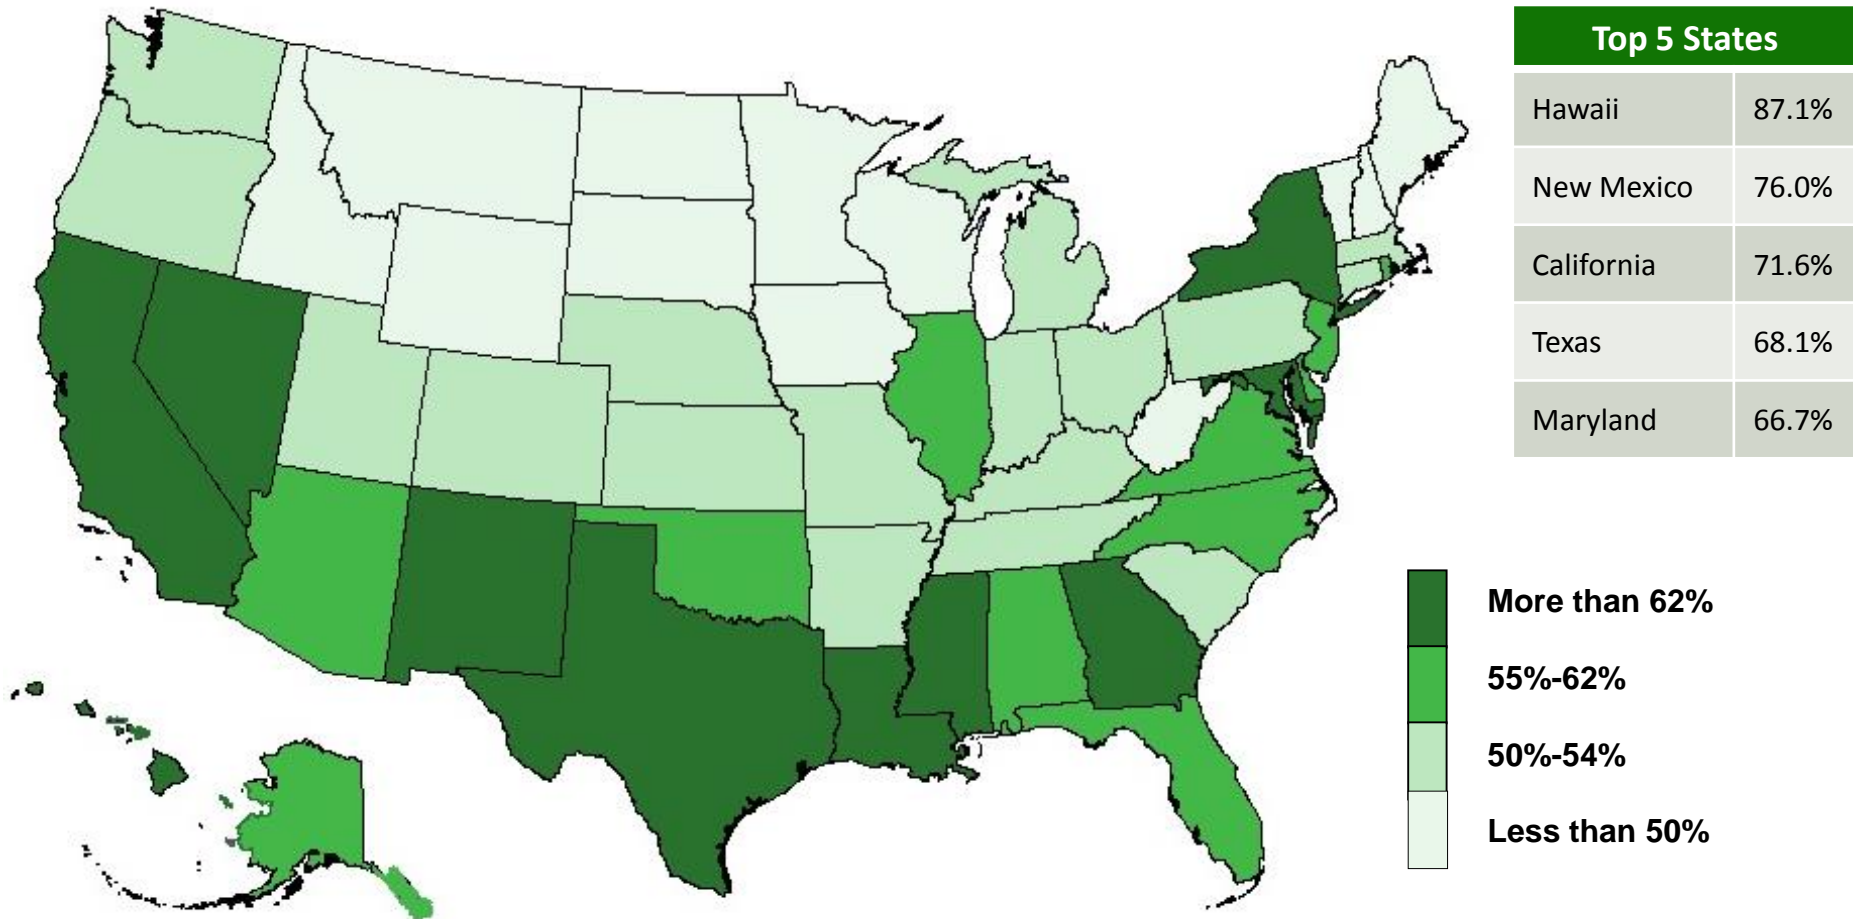 Top 5 States
Hawaii 87.1%
New Mexico 76.0%
California 71.6%
Texas 68.1%
Maryland 66.7%
More than 62%
55%-62%
50%-54%
Less than 50%